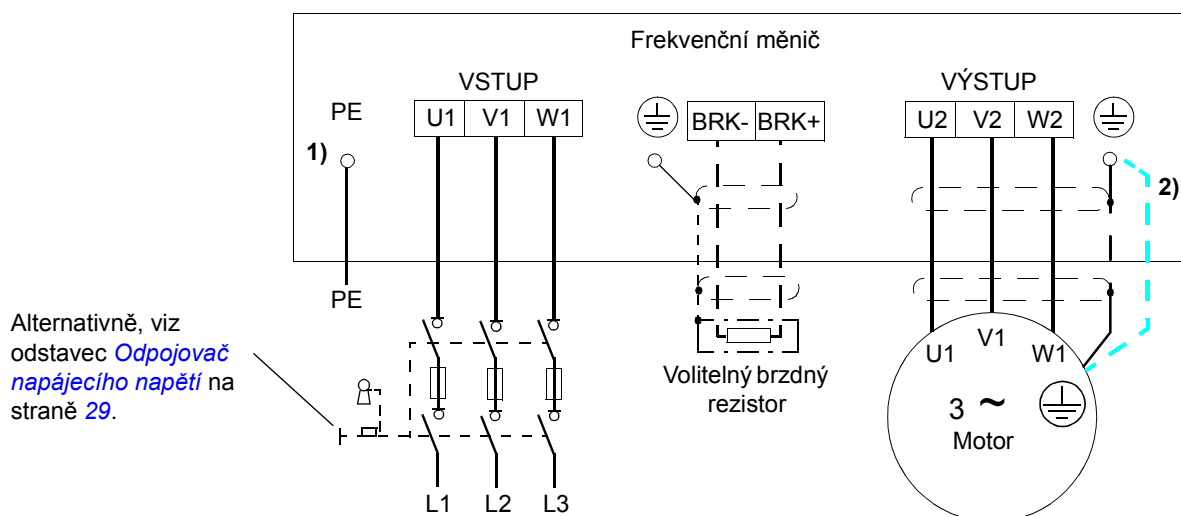 Frekvenční měnič
VSTUP
VÝSTUP
PE
U1 V1 W1
BRK- BRK+
U2 V2 W2
1)
2)
PE
Alternativně, viz
odstavec Odpojovač
napájecího napětí na
straně 29.
U1 V1 W1
Volitelný brzdný
rezistor
3 ~
Motor
L1 L2 L3